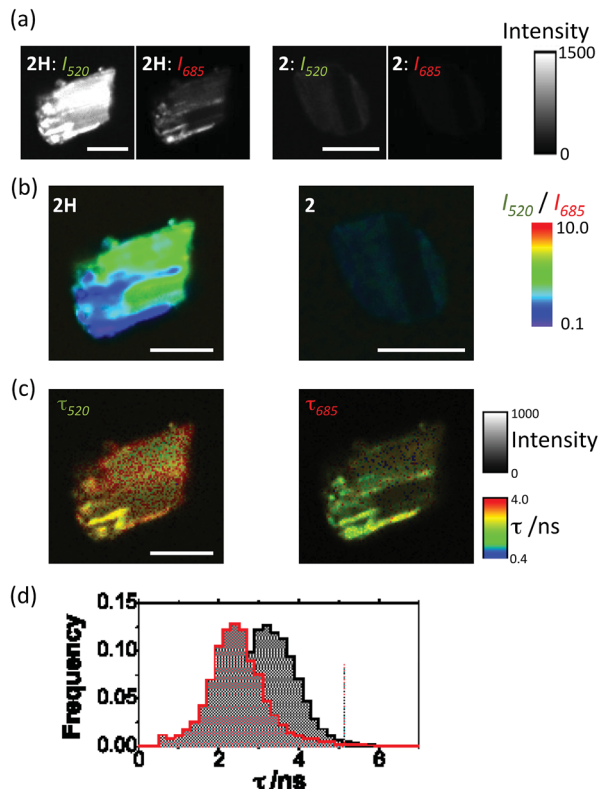 (a)
Intensity
2H: I520
2H: I685
2: I520
2: I685
1500
0
(b)
2H
2
I520 / I685
10.0
0.1
(c)
τ520
τ685
1000
Intensity
0
4.0
τ /ns
0.4
(d)
0.15
0.10
0.05
0.00
Frequency
0 2 4 6
τ/ns